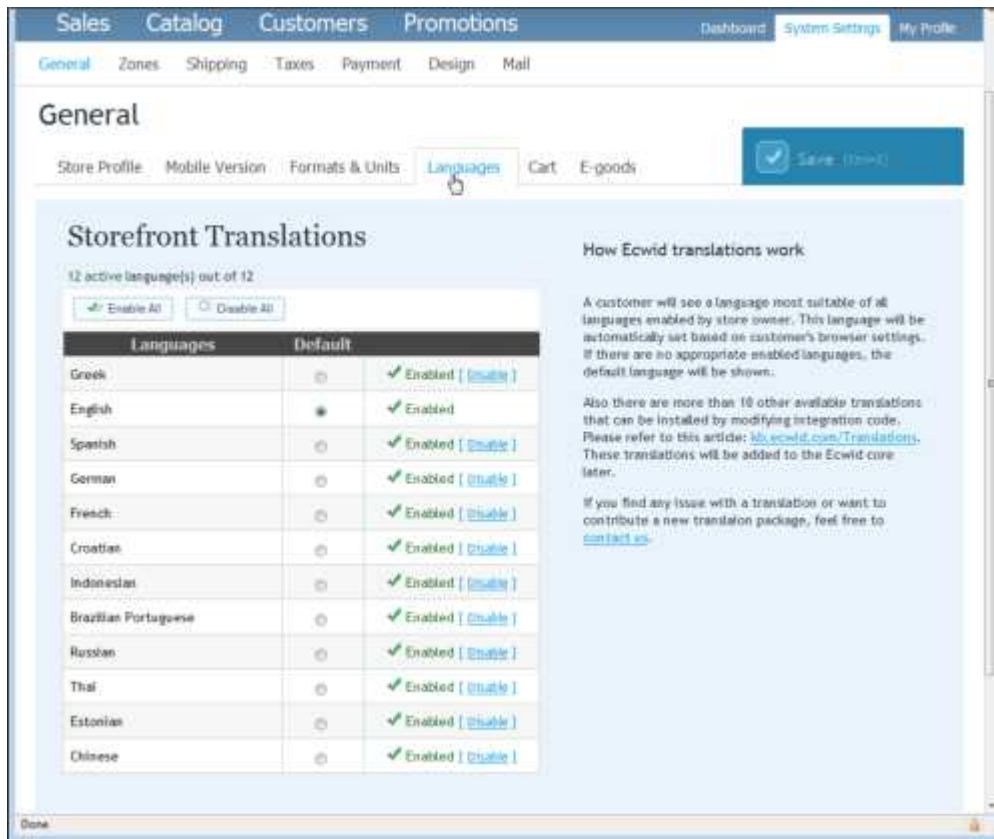 Sales Catalog Customers Promotions Dashboard System Settings My Profile
General Zones Shipping Taxes Payment Design Mail
General
Store Profile Mobile Version Formats & Units Languages Cart E-goods
Save
Storefront Translations
12 active language(s) out of 12
Enable All Disable All
Languages Default
Greek Enabled [ Disable ]
English Enabled
Spanish Enabled [ Disable ]
German Enabled [ Disable ]
French Enabled [ Disable ]
Croatian Enabled [ Disable ]
Indonesian Enabled [ Disable ]
Brazilian Portuguese Enabled [ Disable ]
Russian Enabled [ Disable ]
Thai Enabled [ Disable ]
Estonian Enabled [ Disable ]
Chinese Enabled [ Disable ]
How Ecwid translations work
A customer will see a language most suitable of all
languages enabled by store owner. This language will be
automatically set based on customer's browser settings.
If there are no appropriate enabled languages, the
default language will be shown.
Also there are more than 10 other available translations
that can be installed by modifying integration code.
Please refer to this article: kb.ecwid.com/Translations.
These translations will be added to the Ecwid core
later.
If you find any issue with a translation or want to
contribute a new translaion package, feel free to
contact us.
Done